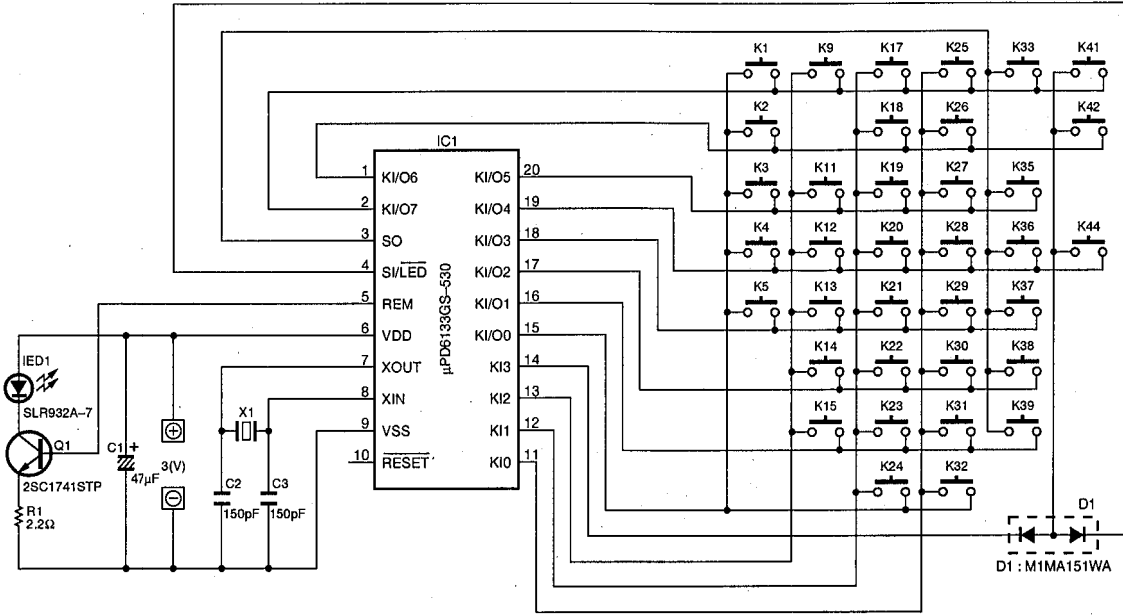 K1 K9 K17 K25 K33 K41
K2 K18 K26 K42
IC1
K3 K11 K19 K27 K35
1 KI/O6 KI/O5 20
2 KI/O7 KI/O4 19
3 SO KI/O3 18
K4 K12 K20 K28 K36 K44
4 SI/LED KI/O2 17
5 REM KI/O1 16
K5 K13 K21 K29 K37
6 VDD KI/O0 15
7 XOUT KI3 14
K14 K22 K30 K38
8 XIN KI2 13
9 VSS KI1 12
10 RESET KI0 11
µPD6133GS-530
K15 K23 K31 K39
K24 K32
IED1
SLR932A-7
Q1
2SC1741STP
R1
2.2Ω
C1 +
47µF
+
3(V)
−
X1
C2 C3
150pF 150pF
D1
D1 : M1MA151WA